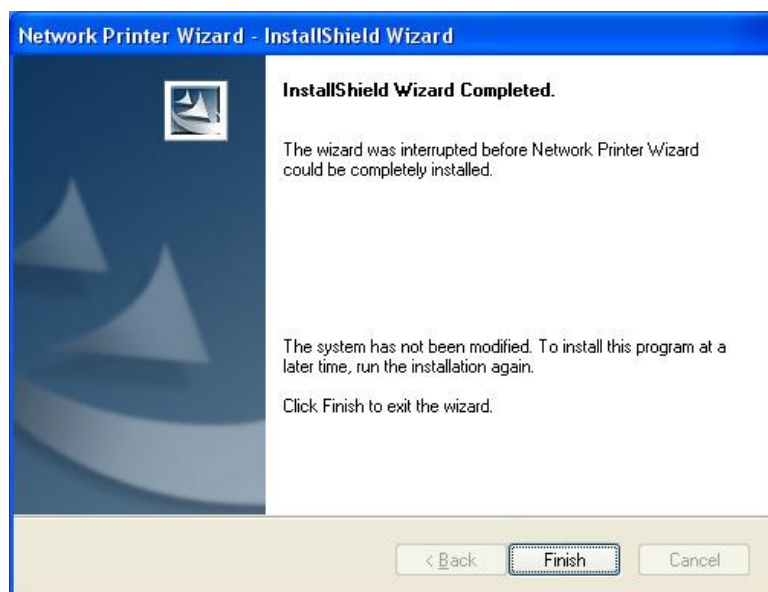 Network Printer Wizard - InstallShield Wizard
InstallShield Wizard Completed.
The wizard was interrupted before Network Printer Wizard
could be completely installed.
The system has not been modified. To install this program at a
later time, run the installation again.
Click Finish to exit the wizard.
< Back
Finish
Cancel